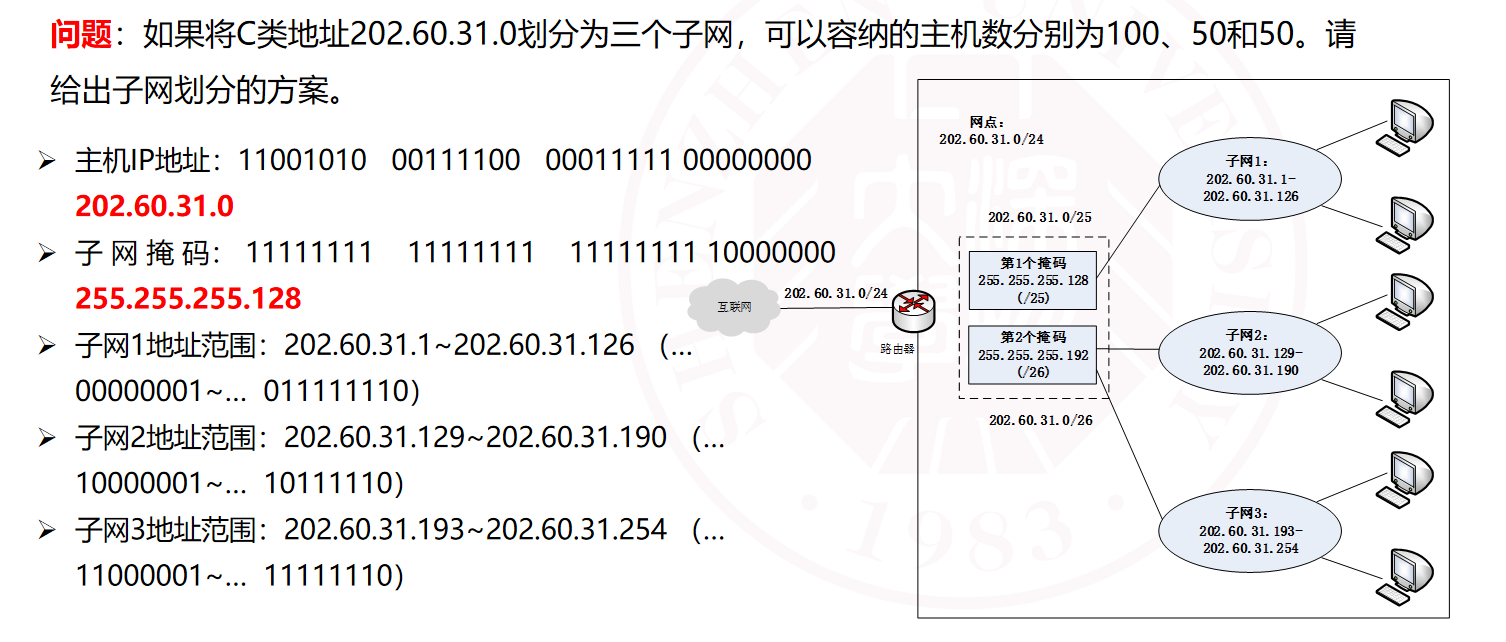 问题：如果将C类地址202.60.31.0划分为三个子网，可以容纳的主机数分别为100、50和50。请
给出子网划分的方案。
➢ 主机IP地址：11001010 00111100 00011111 00000000
202.60.31.0
➢ 子 网 掩 码： 11111111 11111111 11111111 10000000
255.255.255.128
➢ 子网1地址范围：202.60.31.1~202.60.31.126 （…
00000001~… 011111110）
➢ 子网2地址范围：202.60.31.129~202.60.31.190 （…
10000001~… 10111110）
➢ 子网3地址范围：202.60.31.193~202.60.31.254 （…
11000001~… 11111110）
网点：
202.60.31.0/24
202.60.31.0/25
第1个掩码
255.255.255.128
(/25)
互联网
202.60.31.0/24
路由器
第2个掩码
255.255.255.192
(/26)
202.60.31.0/26
子网1：
202.60.31.1-
202.60.31.126
子网2：
202.60.31.129-
202.60.31.190
子网3：
202.60.31.193-
202.60.31.254
1983